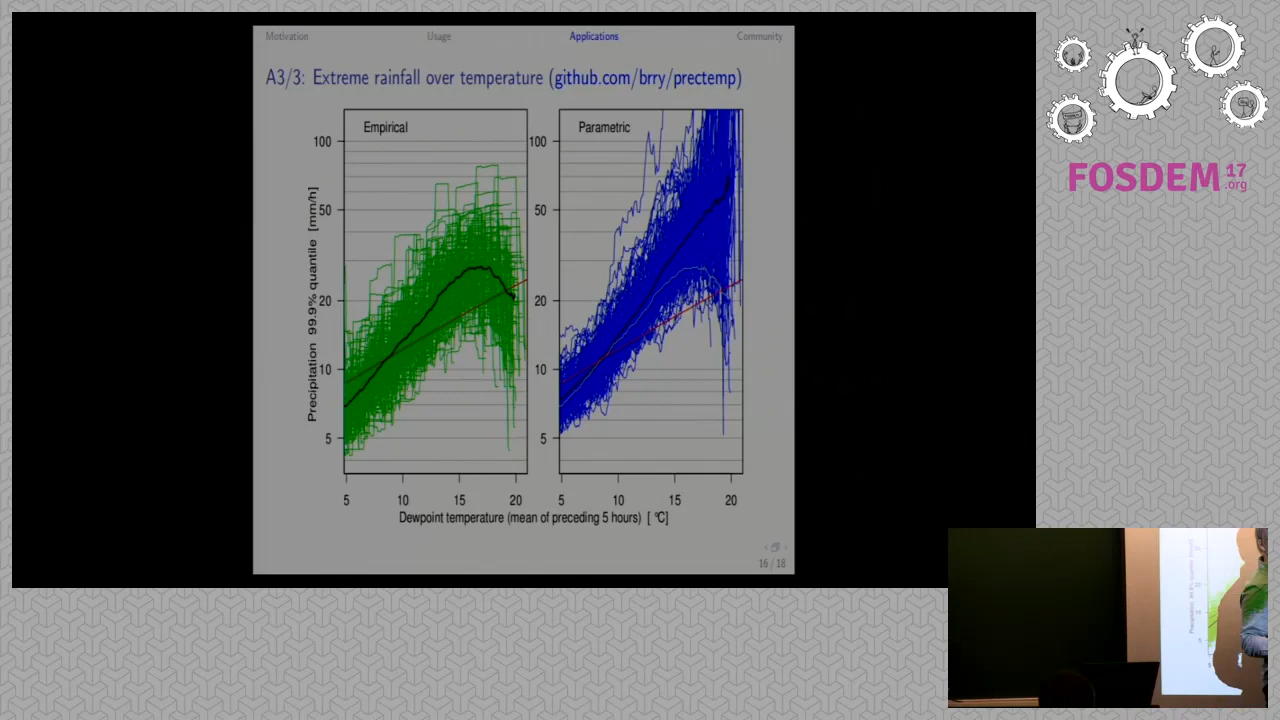 Motivation Usage Applications Community
A3/3: Extreme rainfall over temperature (github.com/brry/prectemp)
Empirical
Parametric
Precipitation 99.9% quantile [mm/h]
100
50
20
10
5
100
50
20
10
5
5 10 15 20
5 10 15 20
Dewpoint temperature (mean of preceding 5 hours) [ °C]
16 / 18
FOSDEM 17
.org